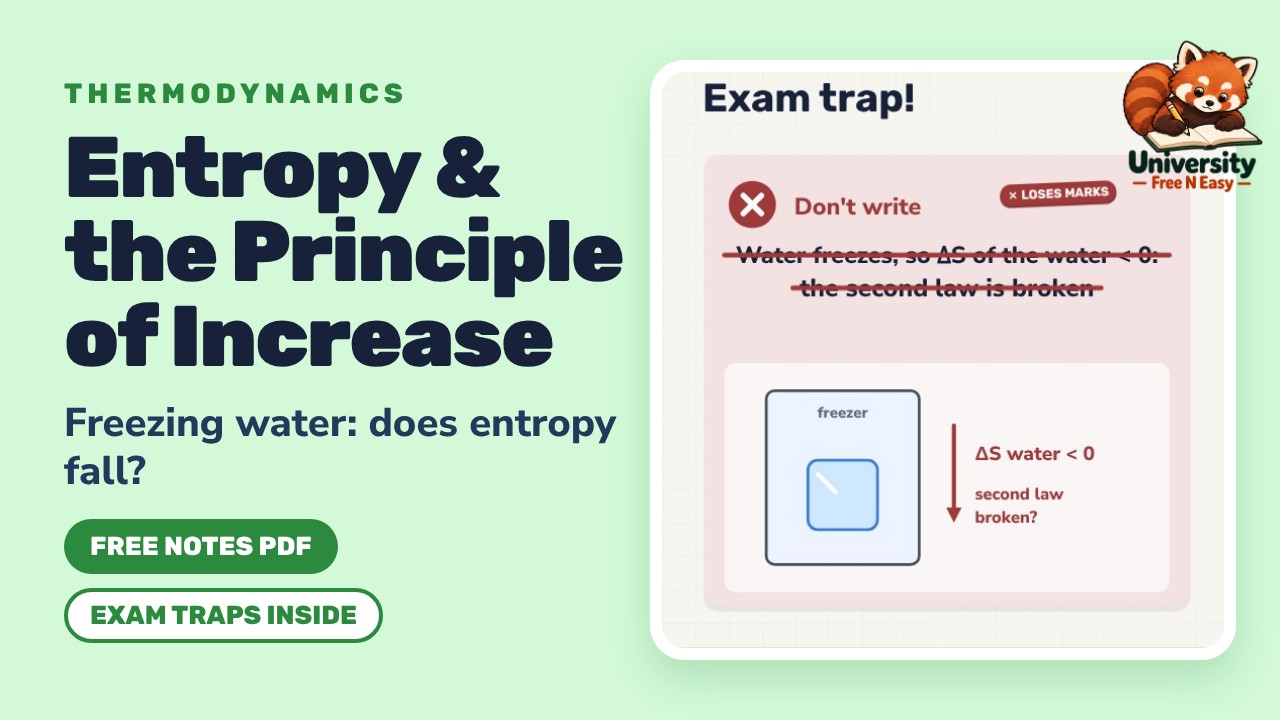 THERMODYNAMICS
Entropy &
the Principle
of Increase
Freezing water: does entropy
fall?
FREE NOTES PDF
EXAM TRAPS INSIDE
Exam trap!
Don't write
× LOSES MARKS
Water freezes, so ΔS of the water < 0:
the second law is broken
freezer
ΔS water < 0
second law
broken?
University
Free N Easy